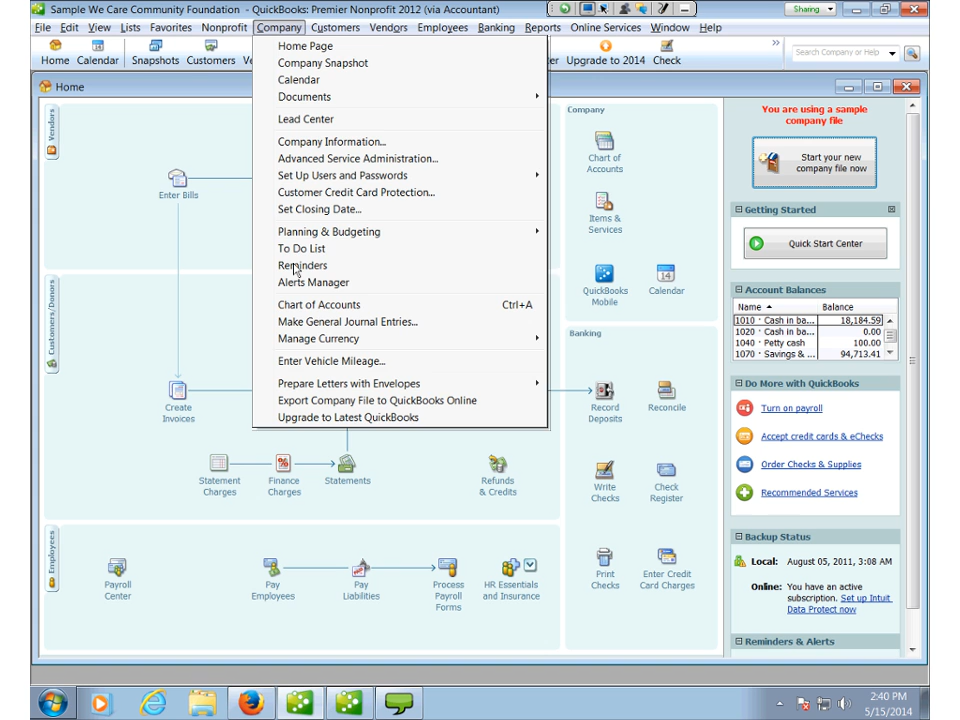 Sample We Care Community Foundation - QuickBooks: Premier Nonprofit 2012 (via Accountant)
Sharing
File Edit View Lists Favorites Nonprofit Company Customers Vendors Employees Banking Reports Online Services Window Help
Home Calendar Snapshots Customers Ve
er Upgrade to 2014 Check
Search Company or Help
Home
Home Page
Company Snapshot
Calendar
Documents
Lead Center
Company Information...
Advanced Service Administration...
Set Up Users and Passwords
Customer Credit Card Protection...
Set Closing Date...
Planning & Budgeting
To Do List
Reminders
Alerts Manager
Chart of Accounts Ctrl+A
Make General Journal Entries...
Manage Currency
Enter Vehicle Mileage...
Prepare Letters with Envelopes
Export Company File to QuickBooks Online
Upgrade to Latest QuickBooks
Vendors
Enter Bills
Customers/Donors
Create
Invoices
Statement
Charges
Finance
Charges
Statements
Refunds
& Credits
Employees
Payroll
Center
Pay
Employees
Pay
Liabilities
Process
Payroll
Forms
HR Essentials
and Insurance
Company
Chart of
Accounts
Items &
Services
QuickBooks
Mobile
14
Calendar
Banking
Record
Deposits
Reconcile
Write
Checks
Check
Register
Print
Checks
Enter Credit
Card Charges
You are using a sample
company file
Start your new
company file now
Getting Started
Quick Start Center
Account Balances
Name Balance
1010 · Cash in ba... 18,184.59
1020 · Cash in ba... 0.00
1040 · Petty cash 100.00
1070 · Savings & ... 94,713.41
Do More with QuickBooks
Turn on payroll
Accept credit cards & eChecks
Order Checks & Supplies
Recommended Services
Backup Status
Local: August 05, 2011, 3:08 AM
Online: You have an active
subscription. Set up Intuit
Data Protect now
Reminders & Alerts
2:40 PM
5/15/2014